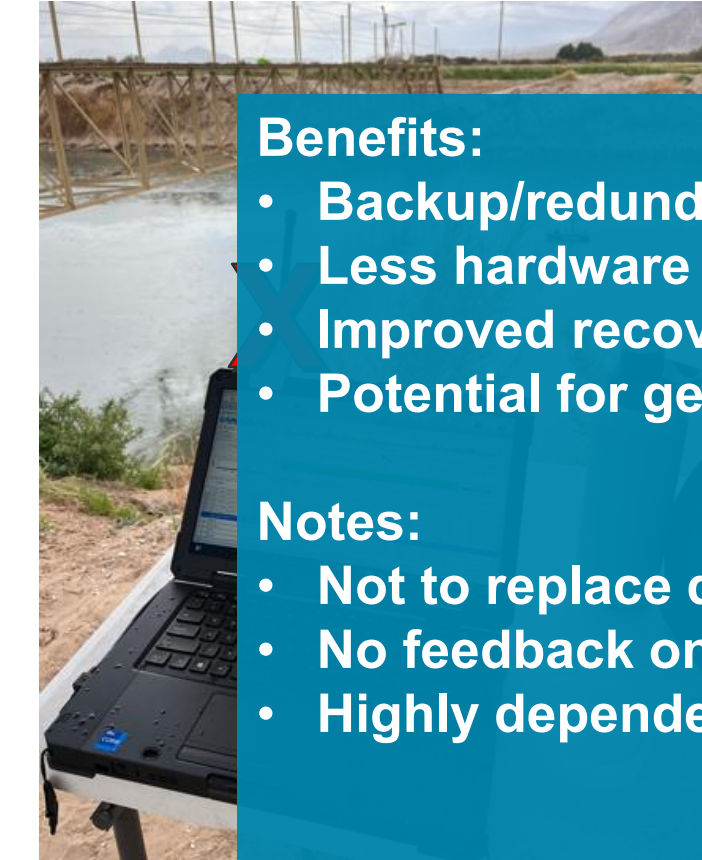 Benefits:
• Backup/redund
• Less hardware
• Improved recov
• Potential for ge
Notes:
• Not to replace
• No feedback on
• Highly depende